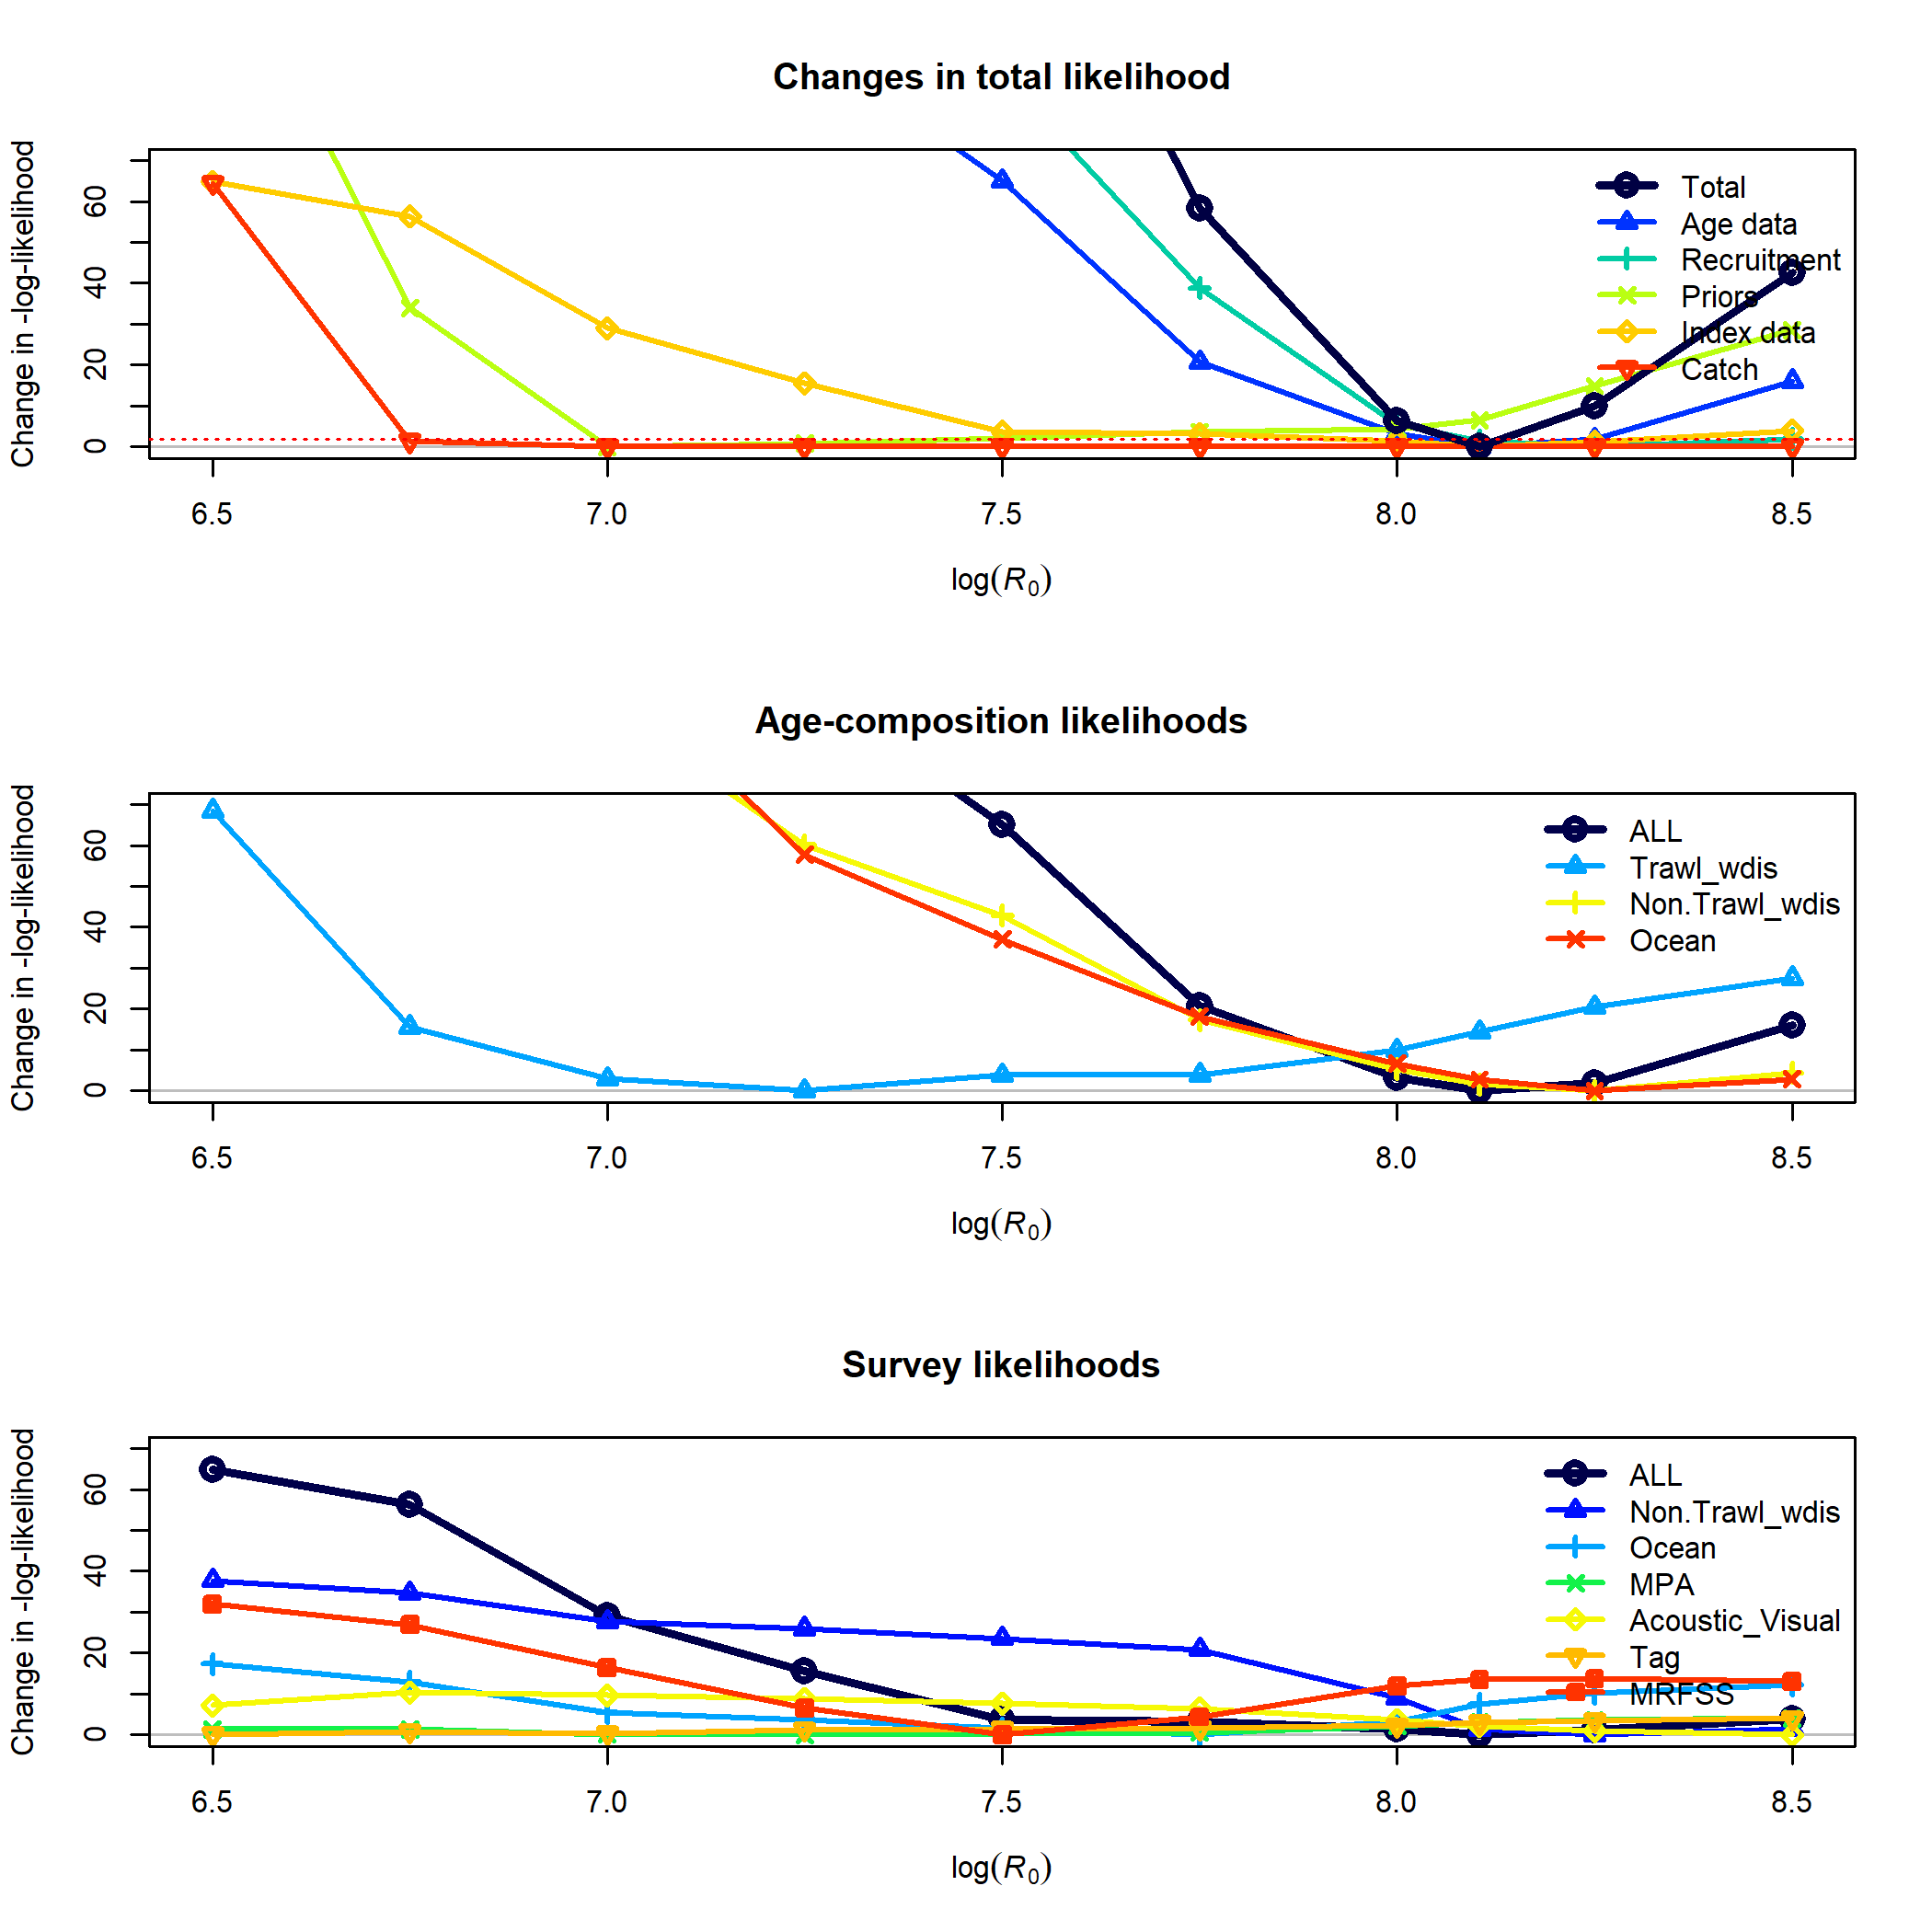 Changes in total likelihood
Change in -log-likelihood
0
20
40
60
Total
Age data
Recruitment
Priors
Index data
Catch
6.5
7.0
7.5
8.0
8.5
log(R0)
Age-composition likelihoods
Change in -log-likelihood
0
20
40
60
ALL
Trawl_wdis
Non.Trawl_wdis
Ocean
6.5
7.0
7.5
8.0
8.5
log(R0)
Survey likelihoods
Change in -log-likelihood
0
20
40
60
ALL
Non.Trawl_wdis
Ocean
MPA
Acoustic_Visual
Tag
MRFSS
6.5
7.0
7.5
8.0
8.5
log(R0)